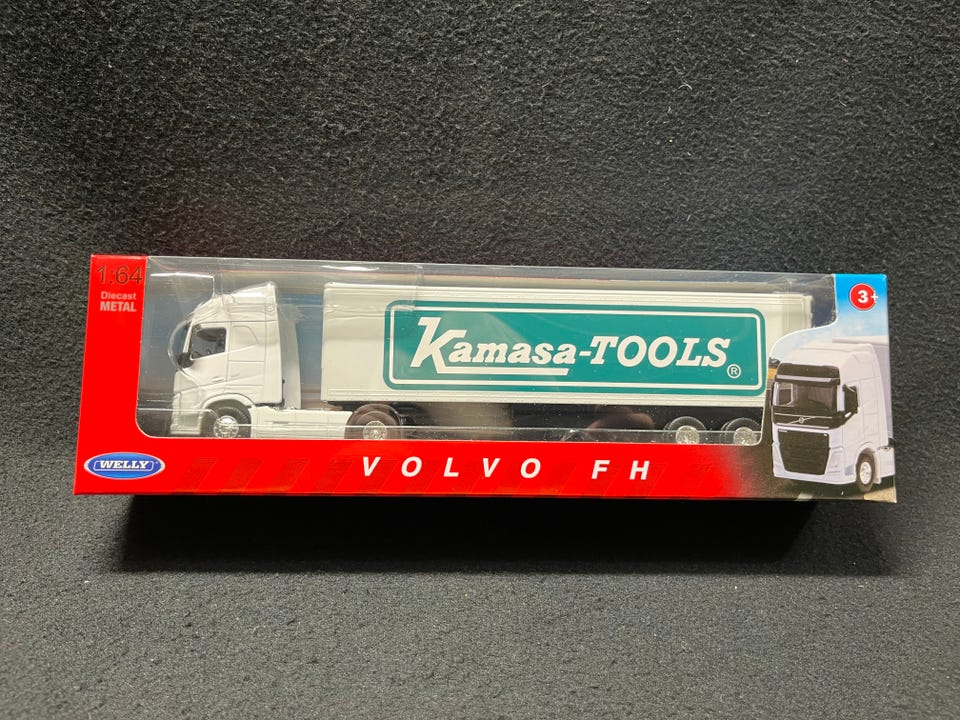 1:64
Diecast
METAL
3+
Kamasa-TOOLS
®
WELLY
VOLVO FH